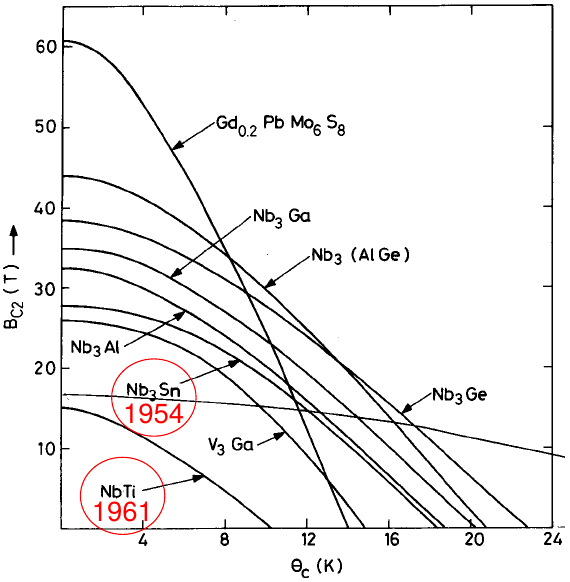 60
50
Gd0.2 Pb Mo6 S8
40
Nb3 Ga
Nb3 (Al Ge)
BC2 (T) →
30
Nb3 Al
20
Nb3 Sn
1954
Nb3 Ge
V3 Ga
10
NbTi
1961
4 8 12 16 20 24
ΘC (K)